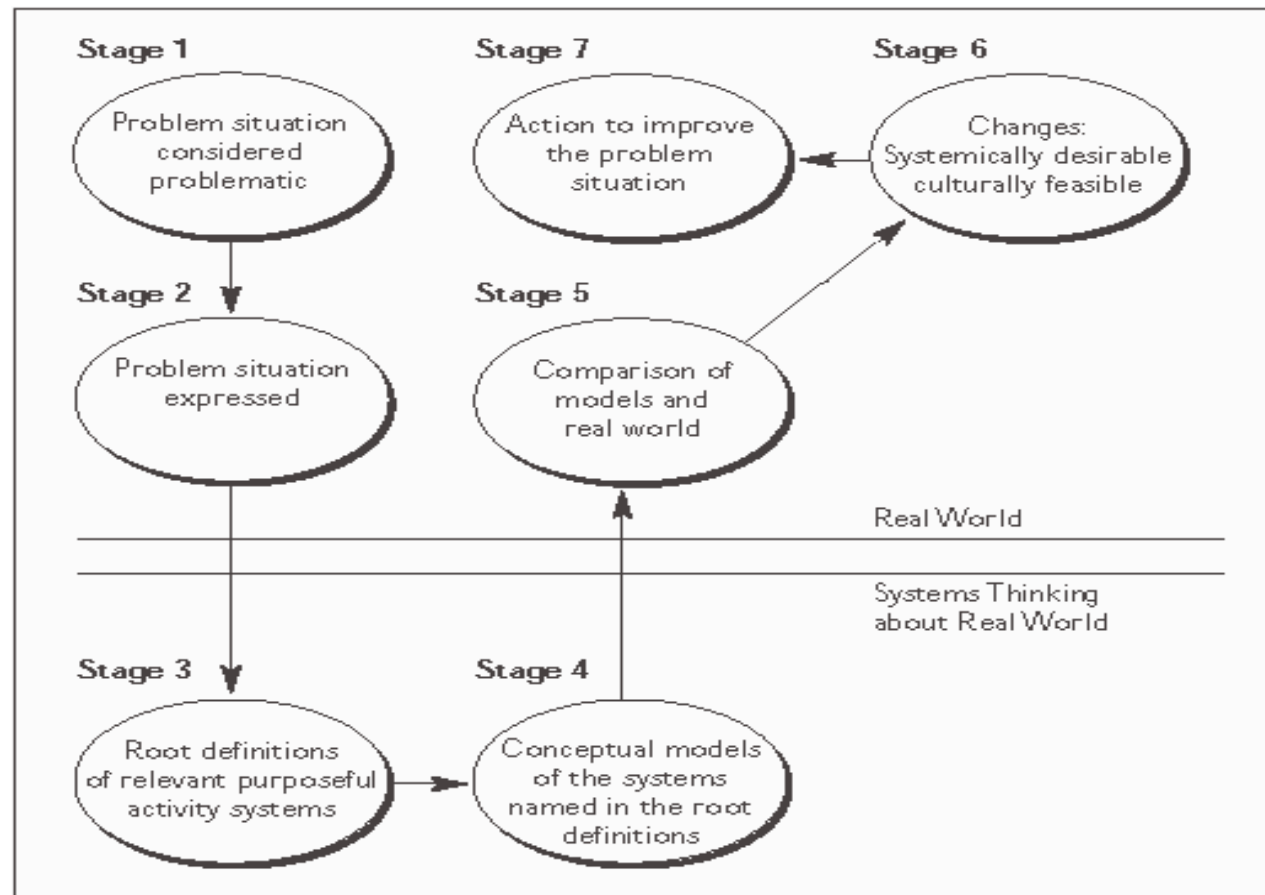 Stage 1
Problem situation
considered
problematic
Stage 2
Problem situation
expressed
Stage 3
Root definitions
of relevant purposeful
activity systems
Stage 4
Conceptual models
of the systems
named in the root
definitions
Stage 5
Comparison of
models and
real world
Stage 6
Changes:
Systemically desirable
culturally feasible
Stage 7
Action to improve
the problem
situation
Real World
Systems Thinking
about Real World